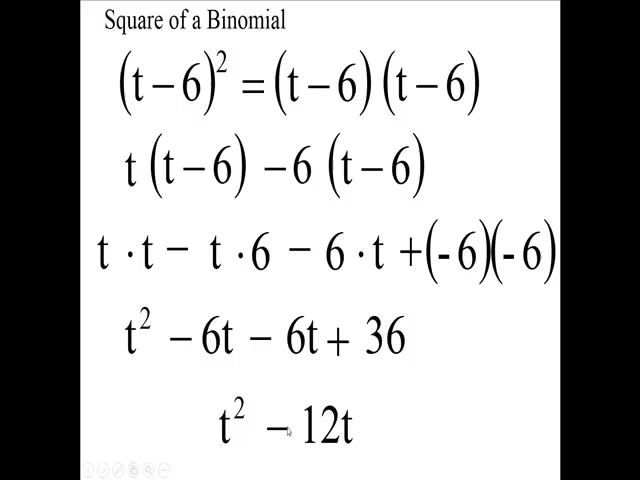 Square of a Binomial
(t − 6)² = (t − 6) (t − 6)
t (t − 6) − 6 (t − 6)
t · t − t · 6 − 6 · t + (- 6)(- 6)
t² − 6t − 6t + 36
t² − 12t